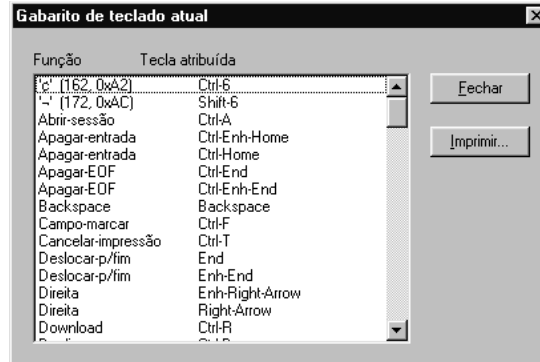 Gabarito de teclado atual
Função Tecla atribuída
'¢' (162, 0xA2) Ctrl-6
'¬' (172, 0xAC) Shift-6
Abrir-sessão Ctrl-A
Apagar-entrada Ctrl-Enh-Home
Apagar-entrada Ctrl-Home
Apagar-EOF Ctrl-End
Apagar-EOF Ctrl-Enh-End
Backspace Backspace
Campo-marcar Ctrl-F
Cancelar-impressão Ctrl-T
Deslocar-p/fim End
Deslocar-p/fim Enh-End
Direita Enh-Right-Arrow
Direita Right-Arrow
Download Ctrl-R
Fechar
Imprimir...